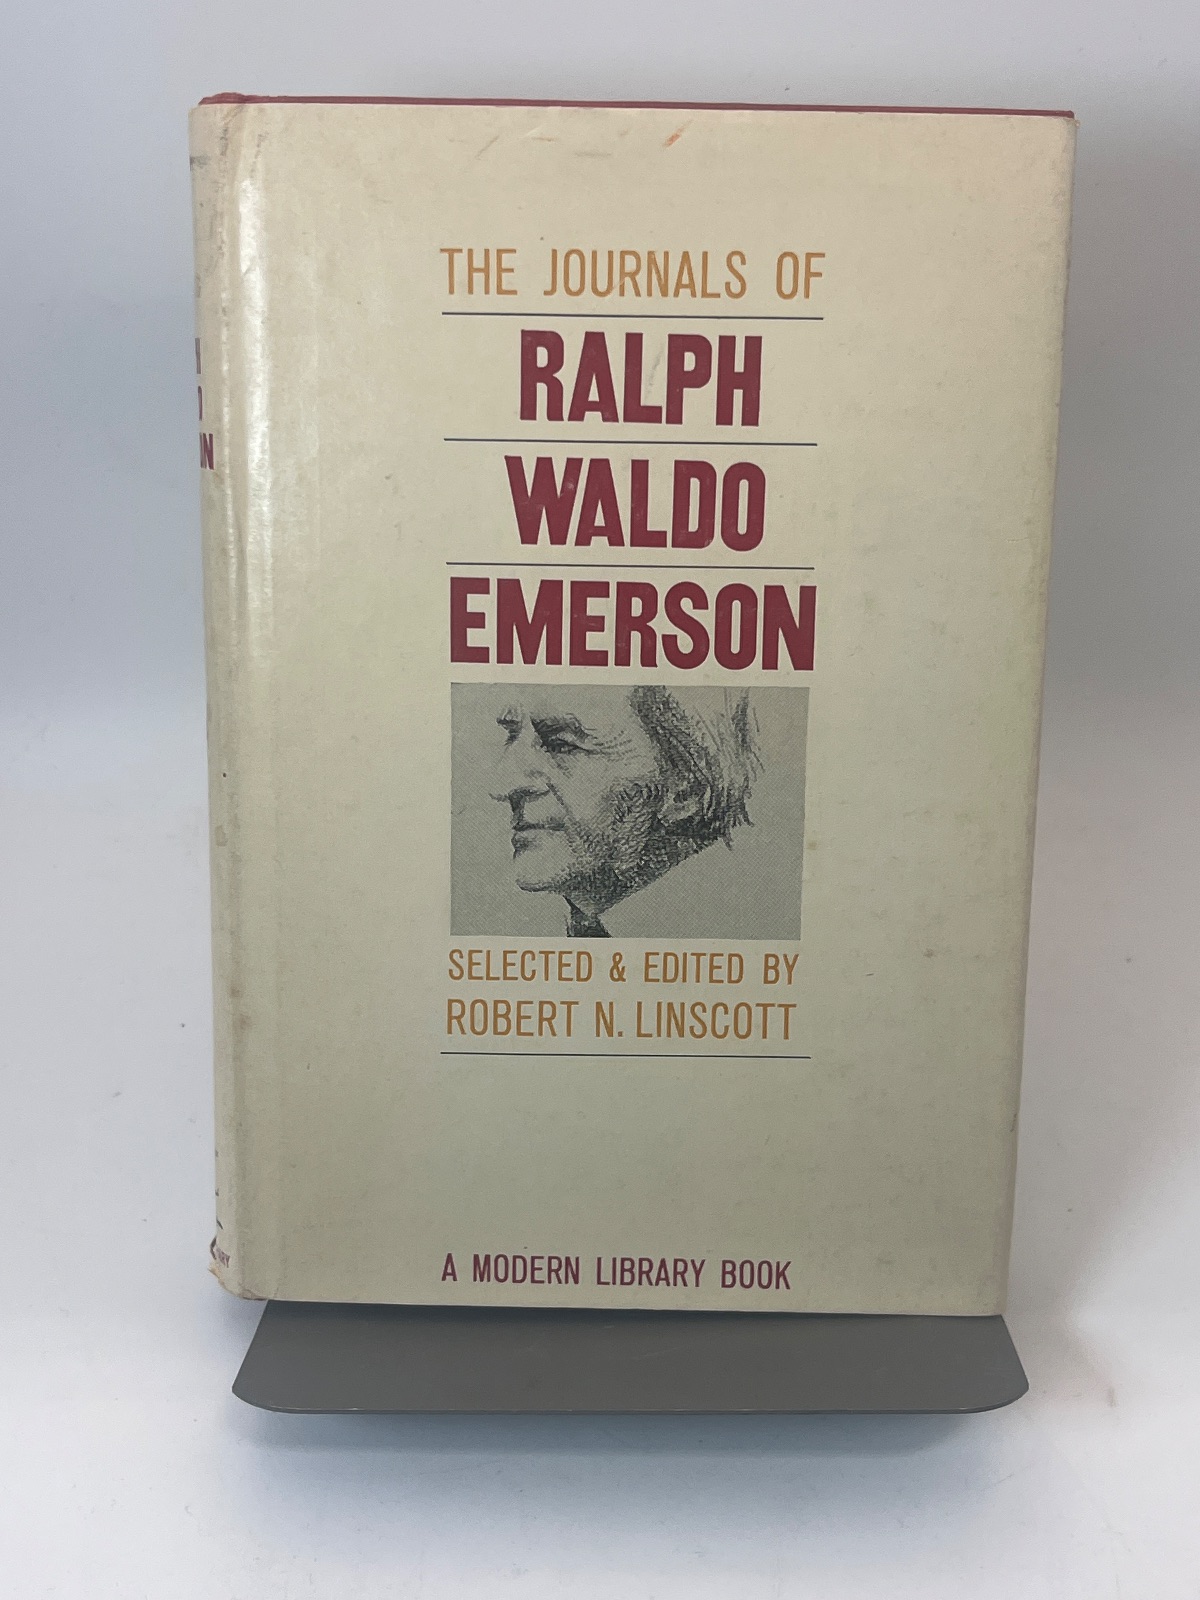 THE JOURNALS OF
RALPH
WALDO
EMERSON
SELECTED & EDITED BY
ROBERT N. LINSCOTT
A MODERN LIBRARY BOOK